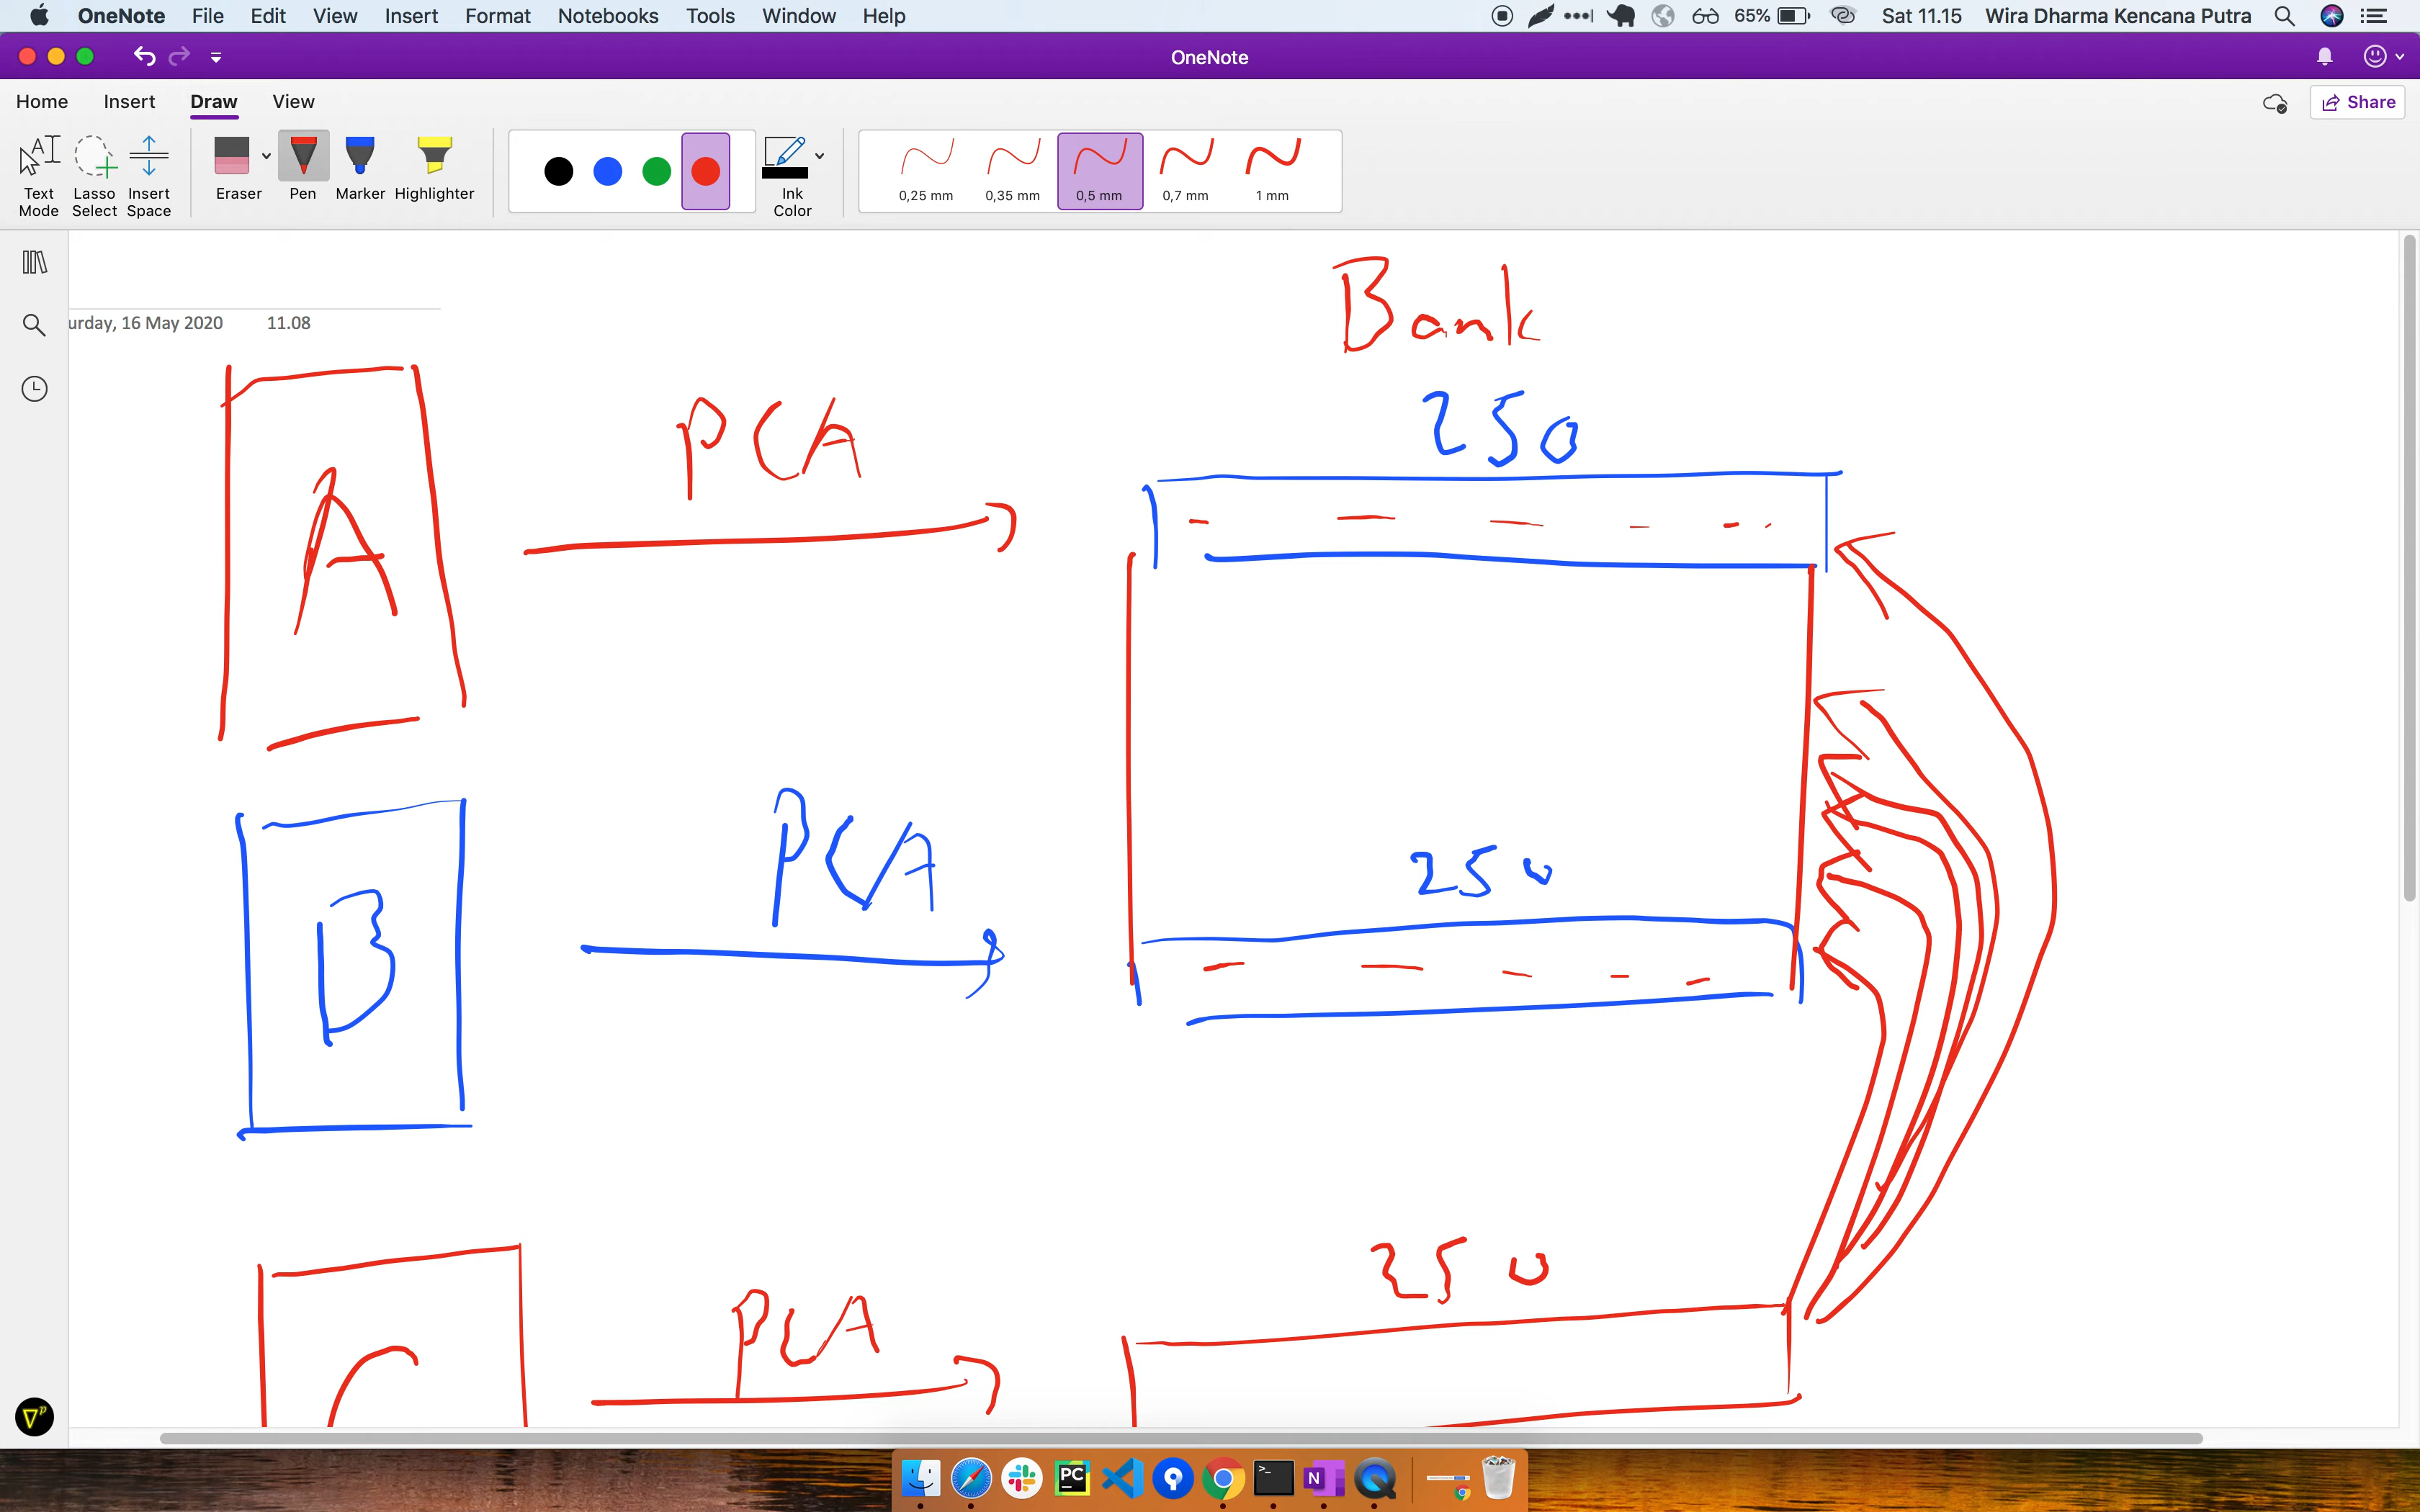 OneNote File Edit View Insert Format Notebooks Tools Window Help 65% Sat 11.15 Wira Dharma Kencana Putra
OneNote
Home Insert Draw View Share
Text Mode Lasso Select Insert Space Eraser Pen Marker Highlighter Ink Color 0,25 mm 0,35 mm 0,5 mm 0,7 mm 1 mm
urday, 16 May 2020 11.08
Bank
250
A PCA
B PCA
250
250
C PCA
∇p
PC
>_
N